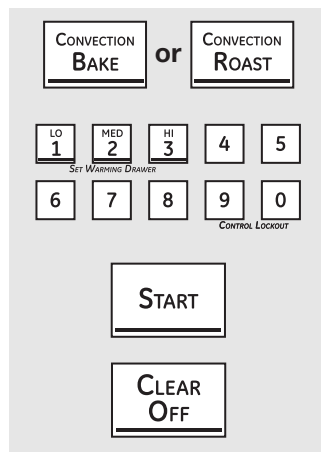 CONVECTION
BAKE
or
CONVECTION
ROAST
LO
1
MED
2
HI
3
4
5
SET WARMING DRAWER
6
7
8
9
0
CONTROL LOCKOUT
START
CLEAR
OFF